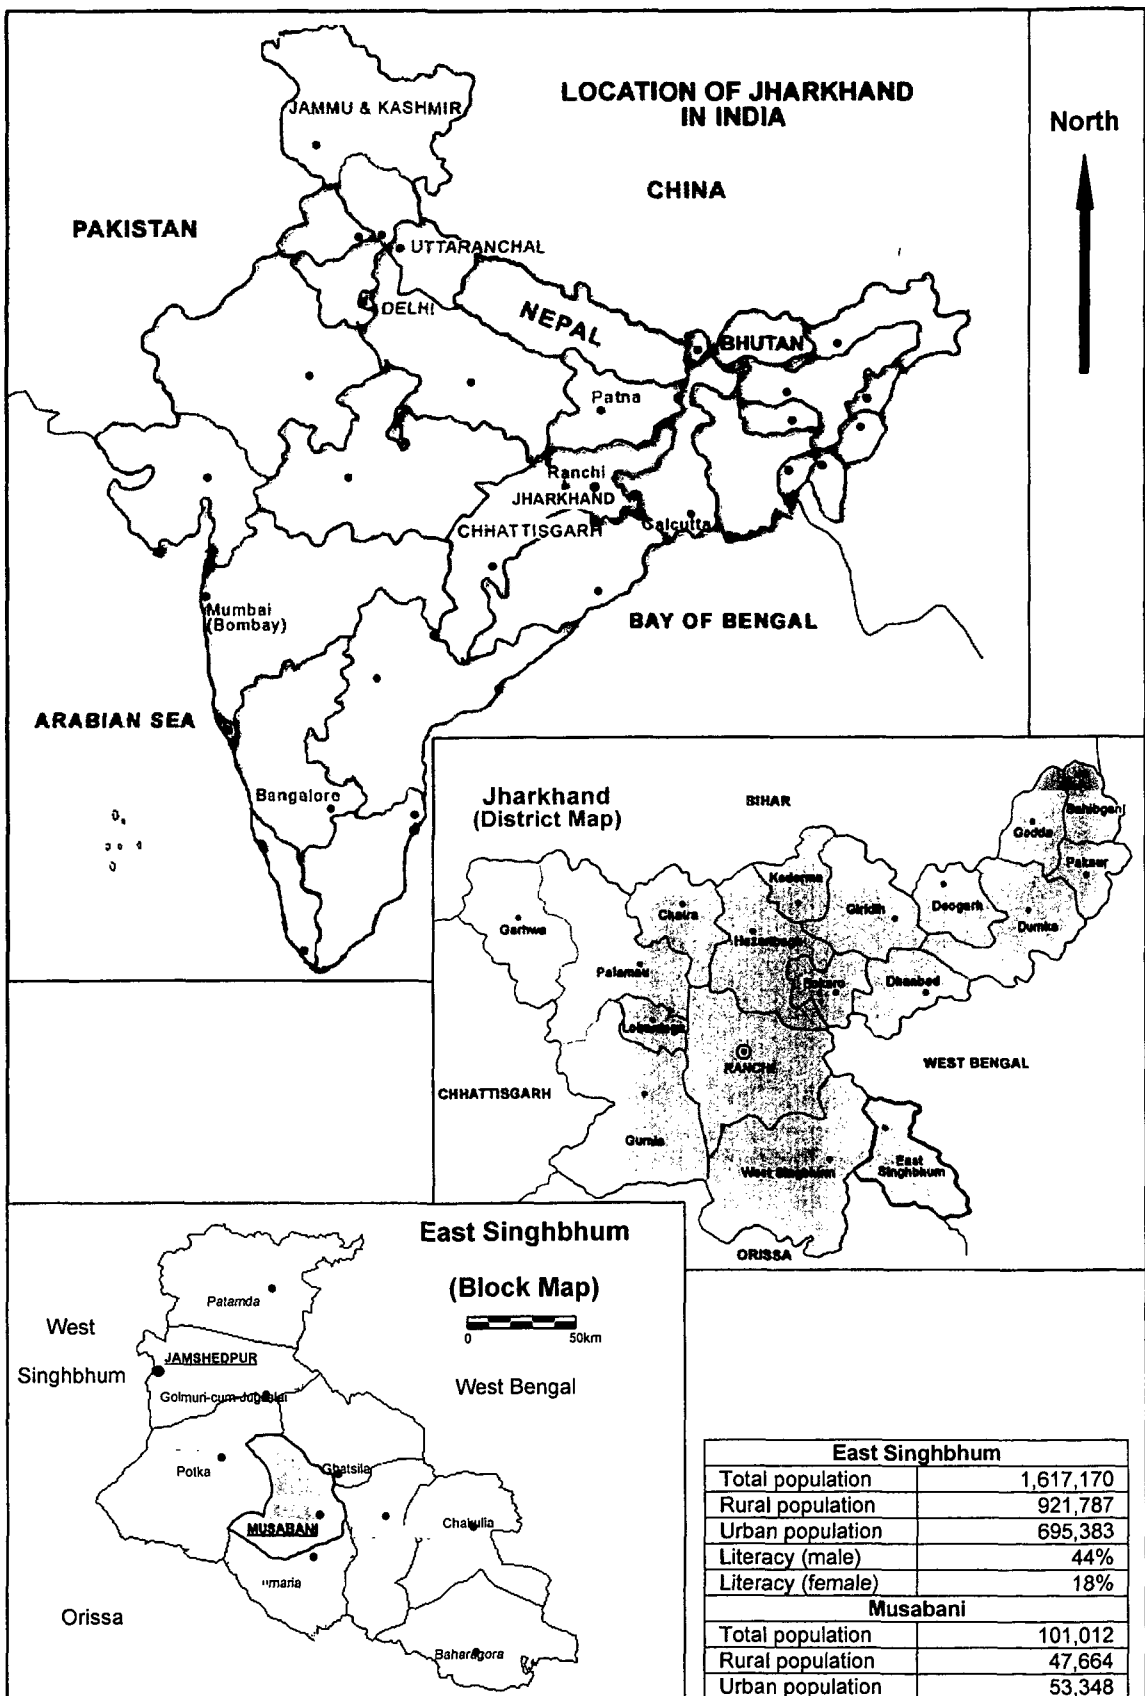 LOCATION OF JHARKHAND
IN INDIA
North
JAMMU & KASHMIR
CHINA
PAKISTAN
UTTARANCHAL
DELHI
NEPAL
BHUTAN
Patna
Ranchi
JHARKHAND
CHHATTISGARH
Calcutta
Mumbai
(Bombay)
BAY OF BENGAL
ARABIAN SEA
Bangalore
Jharkhand
(District Map)
BIHAR
Sahibganj
Godda
Pakaur
Koderma
Chatra
Giridih
Deogarh
Dumka
Garhwa
Hazaribagh
Palamau
Bokaro
Dhanbad
Lohardaga
RANCHI
WEST BENGAL
CHHATTISGARH
Gumla
West Singhbhum
East
Singhbhum
ORISSA
East Singhbhum
(Block Map)
0 50km
Patamda
West
Singhbhum
JAMSHEDPUR
Golmuri-cum-Jugsalai
West Bengal
Potka
Ghatsila
MUSABANI
Chakulia
umaria
Orissa
Baharagora
East Singhbhum
Total population 1,617,170
Rural population 921,787
Urban population 695,383
Literacy (male) 44%
Literacy (female) 18%
Musabani
Total population 101,012
Rural population 47,664
Urban population 53,348